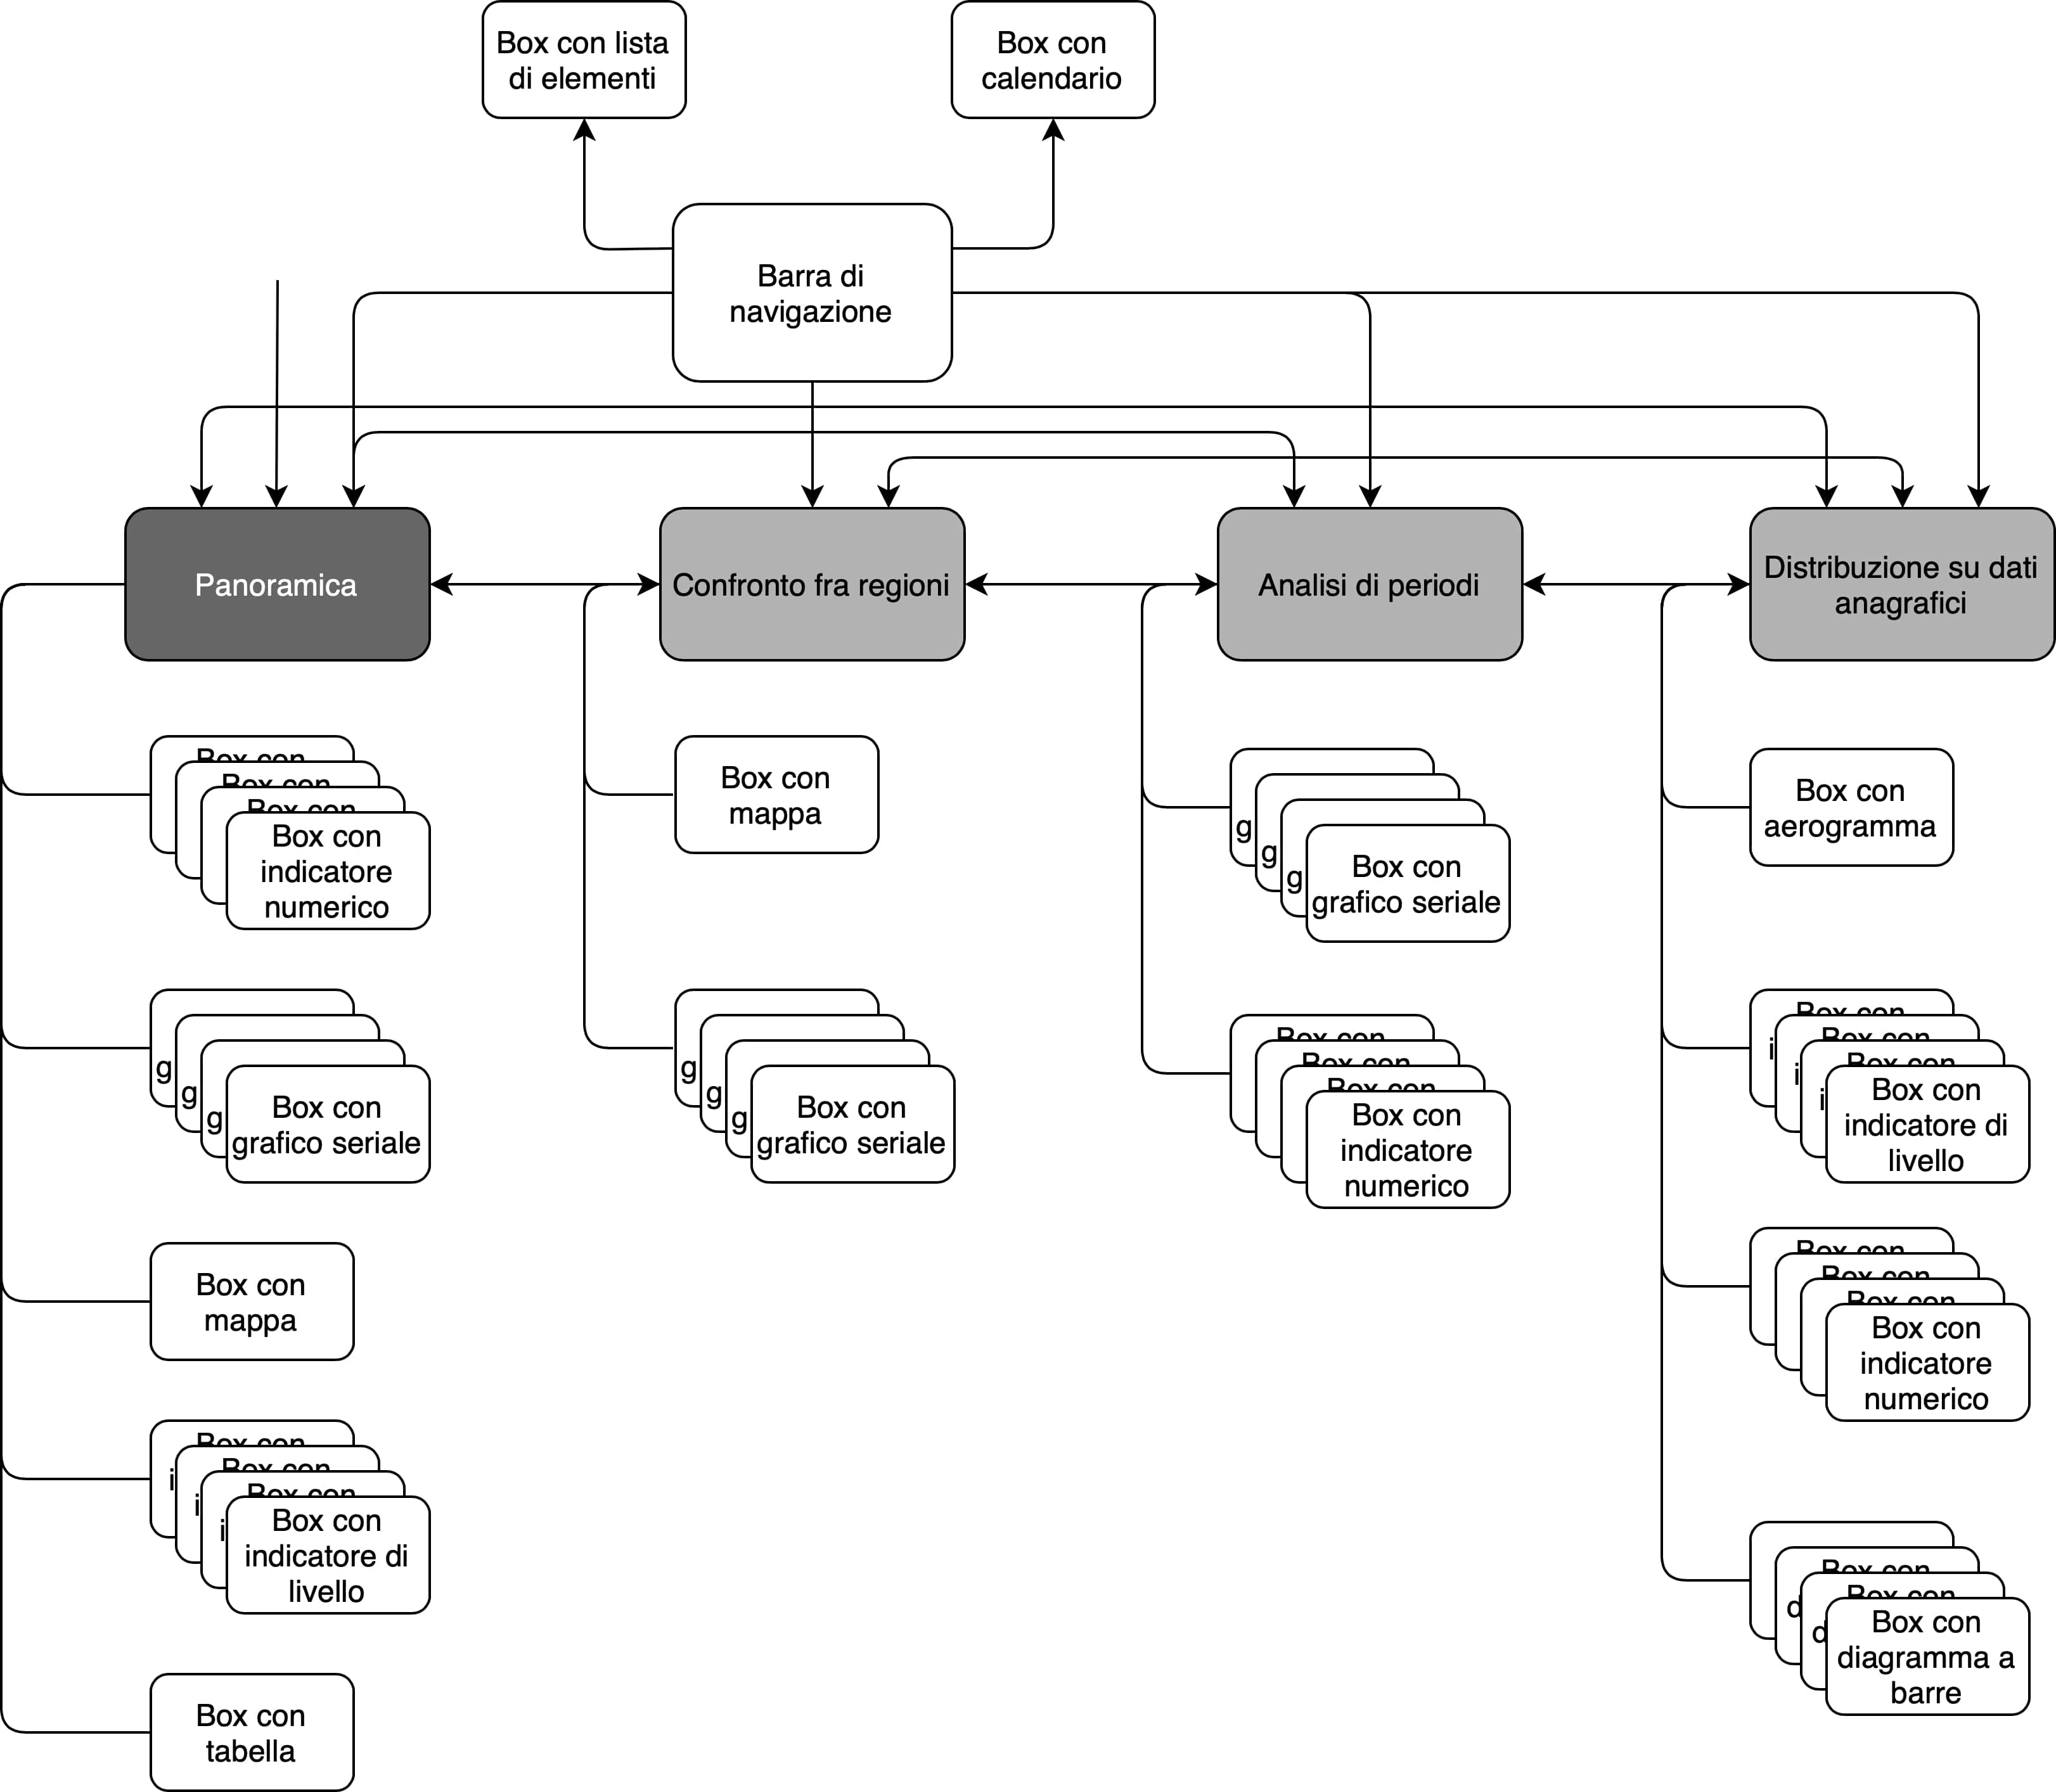 Box con lista
di elementi
Box con
calendario
Barra di
navigazione
Panoramica
Confronto fra regioni
Analisi di periodi
Distribuzione su dati
anagrafici
Box con
Box con
Box con
Box con
indicatore
numerico
g
g
g
Box con
grafico seriale
Box con
mappa
Box con
i
Box con
i
Box con
i
Box con
indicatore di
livello
Box con
tabella
Box con
mappa
g
g
g
Box con
grafico seriale
g
g
g
Box con
grafico seriale
Box con
Box con
Box con
Box con
indicatore
numerico
Box con
aerogramma
Box con
i
Box con
i
Box con
i
Box con
indicatore di
livello
Box con
Box con
Box con
Box con
indicatore
numerico
Box con
d
Box con
d
Box con
diagramma a
barre